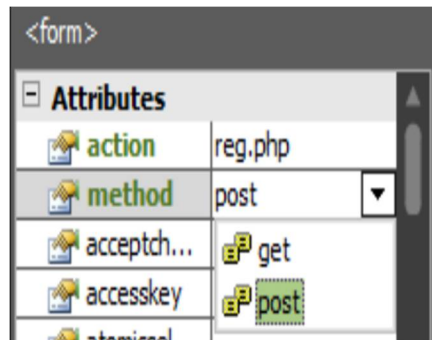 <form>
Attributes
action reg.php
method post
acceptch...
get
accesskey
post